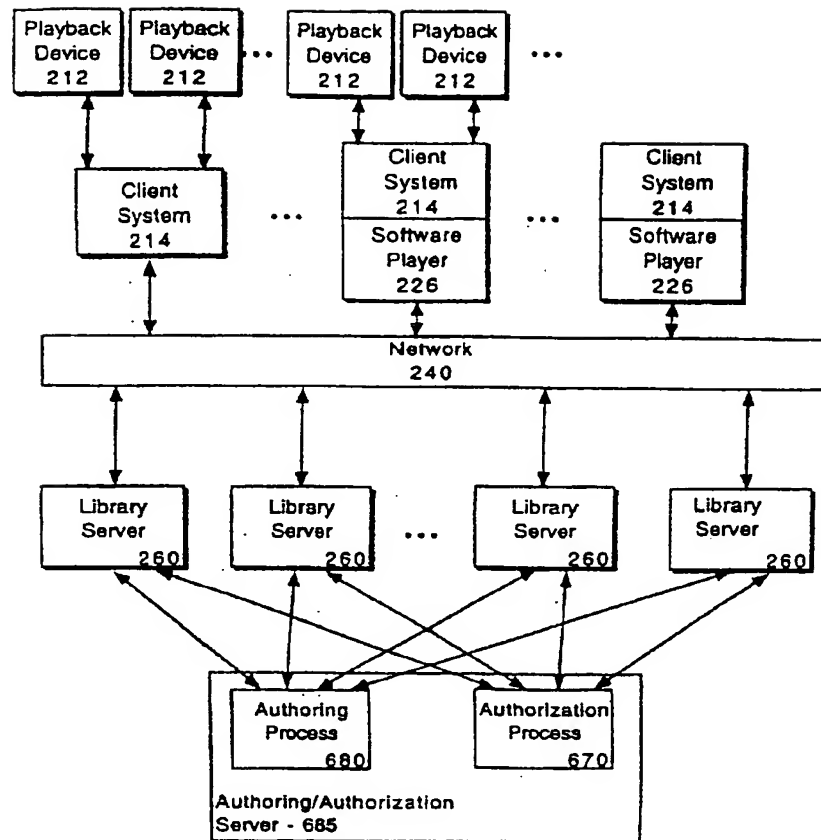 Playback
Device
212
Playback
Device
212
...
Playback
Device
212
Playback
Device
212
...
Client
System
214
...
Client
System
214
Software
Player
226
...
Client
System
214
Software
Player
226
Network
240
Library
Server
260
Library
Server
260
...
Library
Server
260
Library
Server
260
Authoring
Process
680
Authorization
Process
670
Authoring/Authorization
Server - 685